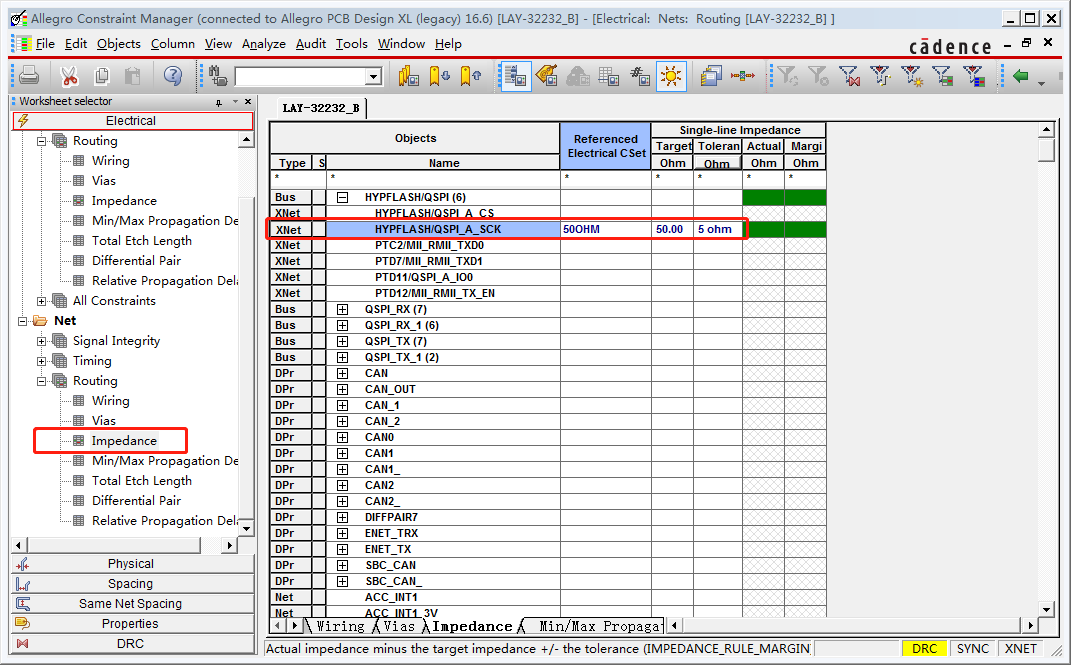 Allegro Constraint Manager (connected to Allegro PCB Design XL (legacy) 16.6) [LAY-32232_B] - [Electrical: Nets: Routing [LAY-32232_B] ]
File Edit Objects Column View Analyze Audit Tools Window Help
cādence
Worksheet selector
Electrical
Routing
Wiring
Vias
Impedance
Min/Max Propagation De
Total Etch Length
Differential Pair
Relative Propagation Dela
All Constraints
Net
Signal Integrity
Timing
Routing
Wiring
Vias
Impedance
Min/Max Propagation De
Total Etch Length
Differential Pair
Relative Propagation Dela
Physical
Spacing
Same Net Spacing
Properties
DRC
LAY-32232_B
Objects Referenced Electrical CSet Single-line Impedance
Target Toleran Actual Margi
Type S Name Ohm Ohm Ohm Ohm
* * * * * * *
Bus HYPFLASH/QSPI (6)
XNet HYPFLASH/QSPI_A_CS
XNet HYPFLASH/QSPI_A_SCK 50OHM 50.00 5 ohm
XNet PTC2/MII_RMII_TXD0
XNet PTD7/MII_RMII_TXD1
XNet PTD11/QSPI_A_IO0
XNet PTD12/MII_RMII_TX_EN
Bus QSPI_RX (7)
Bus QSPI_RX_1 (6)
Bus QSPI_TX (7)
Bus QSPI_TX_1 (2)
DPr CAN
DPr CAN_OUT
DPr CAN_1
DPr CAN_2
DPr CAN0
DPr CAN1
DPr CAN1_
DPr CAN2
DPr CAN2_
DPr DIFFPAIR7
DPr ENET_TRX
DPr ENET_TX
DPr SBC_CAN
DPr SBC_CAN_
Net ACC_INT1
Net ACC_INT1_3V
Wiring Vias Impedance Min/Max Propagat
Actual impedance minus the target impedance +/- the tolerance (IMPEDANCE_RULE_MARGIN) DRC SYNC XNET